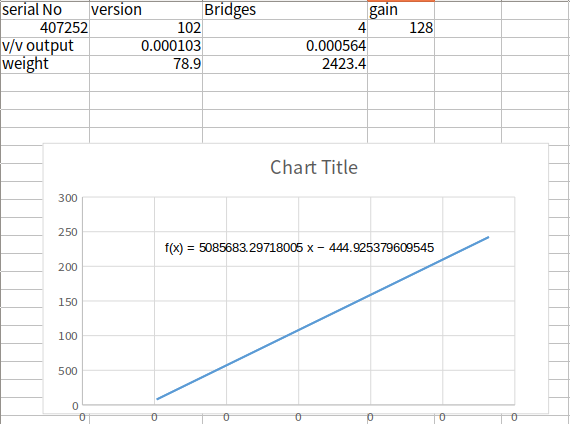 serial No version Bridges gain
407252 102 4 128
v/v output 0.000103 0.000564
weight 78.9 2423.4
Chart Title
300
250
f(x) = 5085683.29718005 x − 444.925379609545
200
150
100
500
0
0 0 0 0 0 0 0